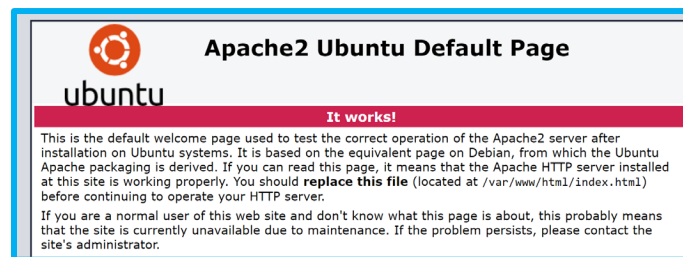 Apache2 Ubuntu Default Page
ubuntu
It works!
This is the default welcome page used to test the correct operation of the Apache2 server after
installation on Ubuntu systems. It is based on the equivalent page on Debian, from which the Ubuntu
Apache packaging is derived. If you can read this page, it means that the Apache HTTP server installed
at this site is working properly. You should replace this file (located at /var/www/html/index.html)
before continuing to operate your HTTP server.
If you are a normal user of this web site and don't know what this page is about, this probably means
that the site is currently unavailable due to maintenance. If the problem persists, please contact the
site's administrator.